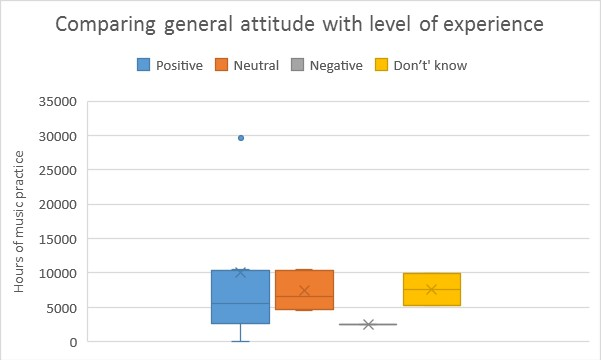 Comparing general attitude with level of experience
Positive Neutral Negative Don't' know
Hours of music practice
35000
30000
25000
20000
15000
10000
5000
0